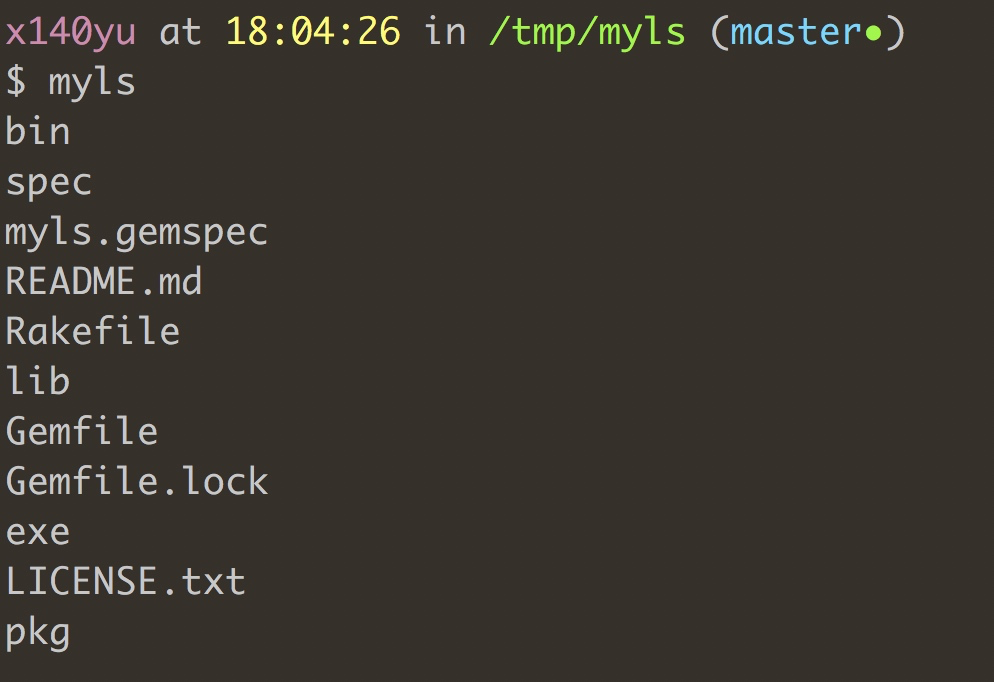 x140yu at 18:04:26 in /tmp/myls (master●)
$ myls
bin
spec
myls.gemspec
README.md
Rakefile
lib
Gemfile
Gemfile.lock
exe
LICENSE.txt
pkg